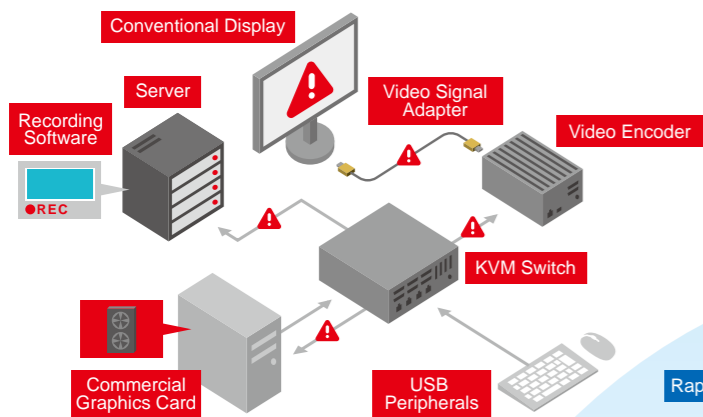 Conventional Display
Server
Video Signal
Adapter
Recording
Software
Video Encoder
REC
KVM Switch
Commercial
Graphics Card
USB
Peripherals
Rap